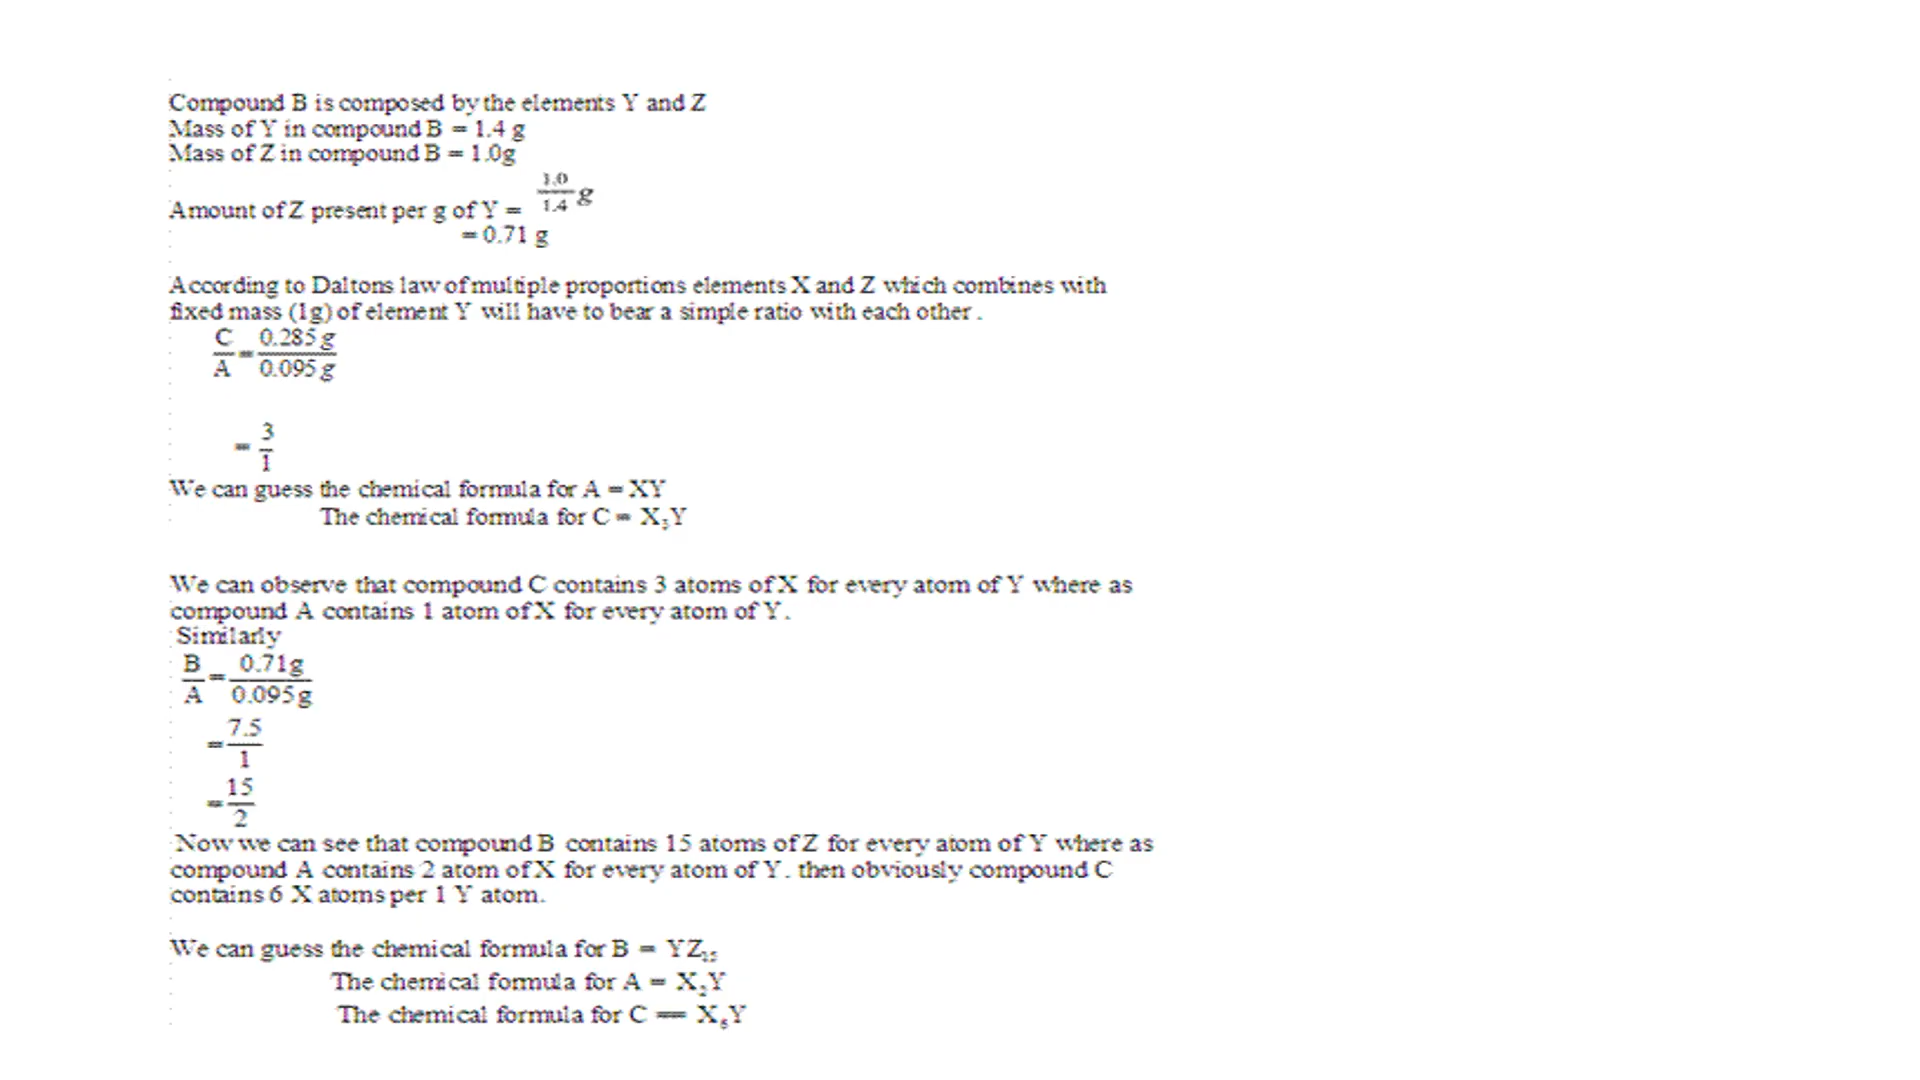 Compound B is composed by the elements Y and Z
Mass of Y in compound B = 1.4 g
Mass of Z in compound B = 1.0g
Amount of Z present per g of Y = 1.0/1.4 g
= 0.71 g
According to Daltons law of multiple proportions elements X and Z which combines with
fixed mass (1g) of element Y will have to bear a simple ratio with each other.
C/A = 0.285 g/0.095 g
= 3/1
We can guess the chemical formula for A = XY
The chemical formula for C = X₃Y
We can observe that compound C contains 3 atoms of X for every atom of Y where as
compound A contains 1 atom of X for every atom of Y.
Similarly
B/A = 0.71g/0.095g
= 7.5/1
= 15/2
Now we can see that compound B contains 15 atoms of Z for every atom of Y where as
compound A contains 2 atom of X for every atom of Y. then obviously compound C
contains 6 X atoms per 1 Y atom.
We can guess the chemical formula for B = YZ₁₅
The chemical formula for A = X₂Y
The chemical formula for C = X₆Y